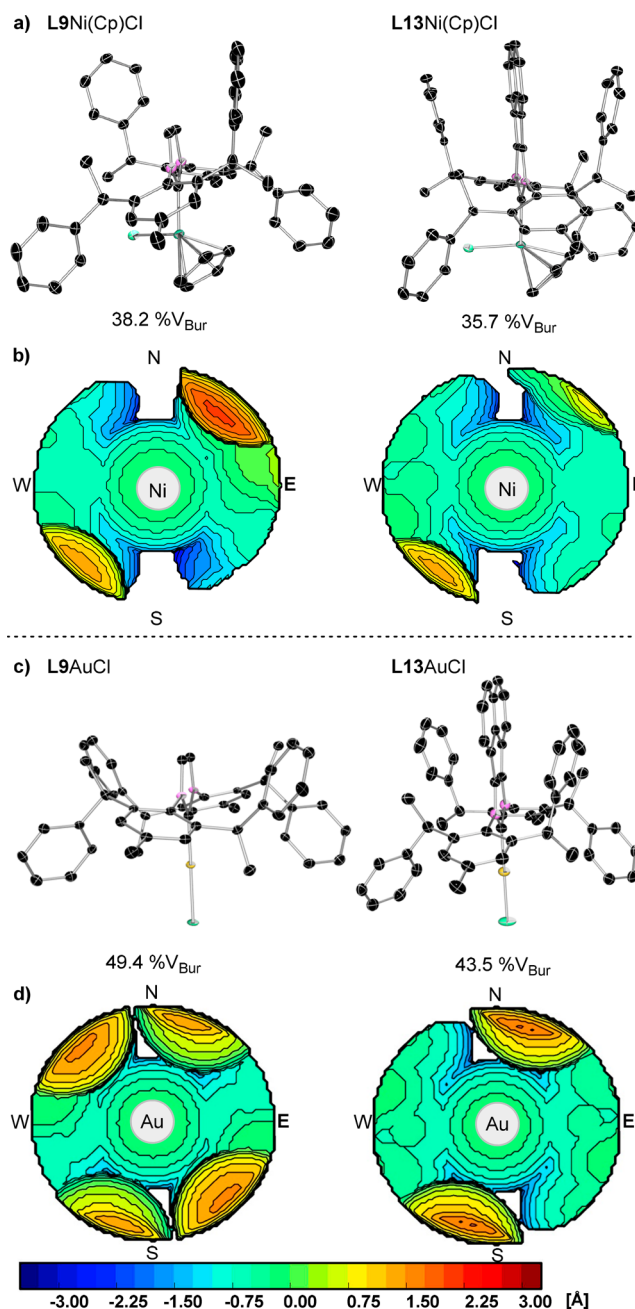 a) L9Ni(Cp)Cl L13Ni(Cp)Cl
38.2 %VBur 35.7 %VBur
b) N N
W Ni E W Ni
S S
c) L9AuCl L13AuCl
49.4 %VBur 43.5 %VBur
d) N N
W Au E W Au E
S S
-3.00 -2.25 -1.50 -0.75 0.00 0.75 1.50 2.25 3.00 [Å]